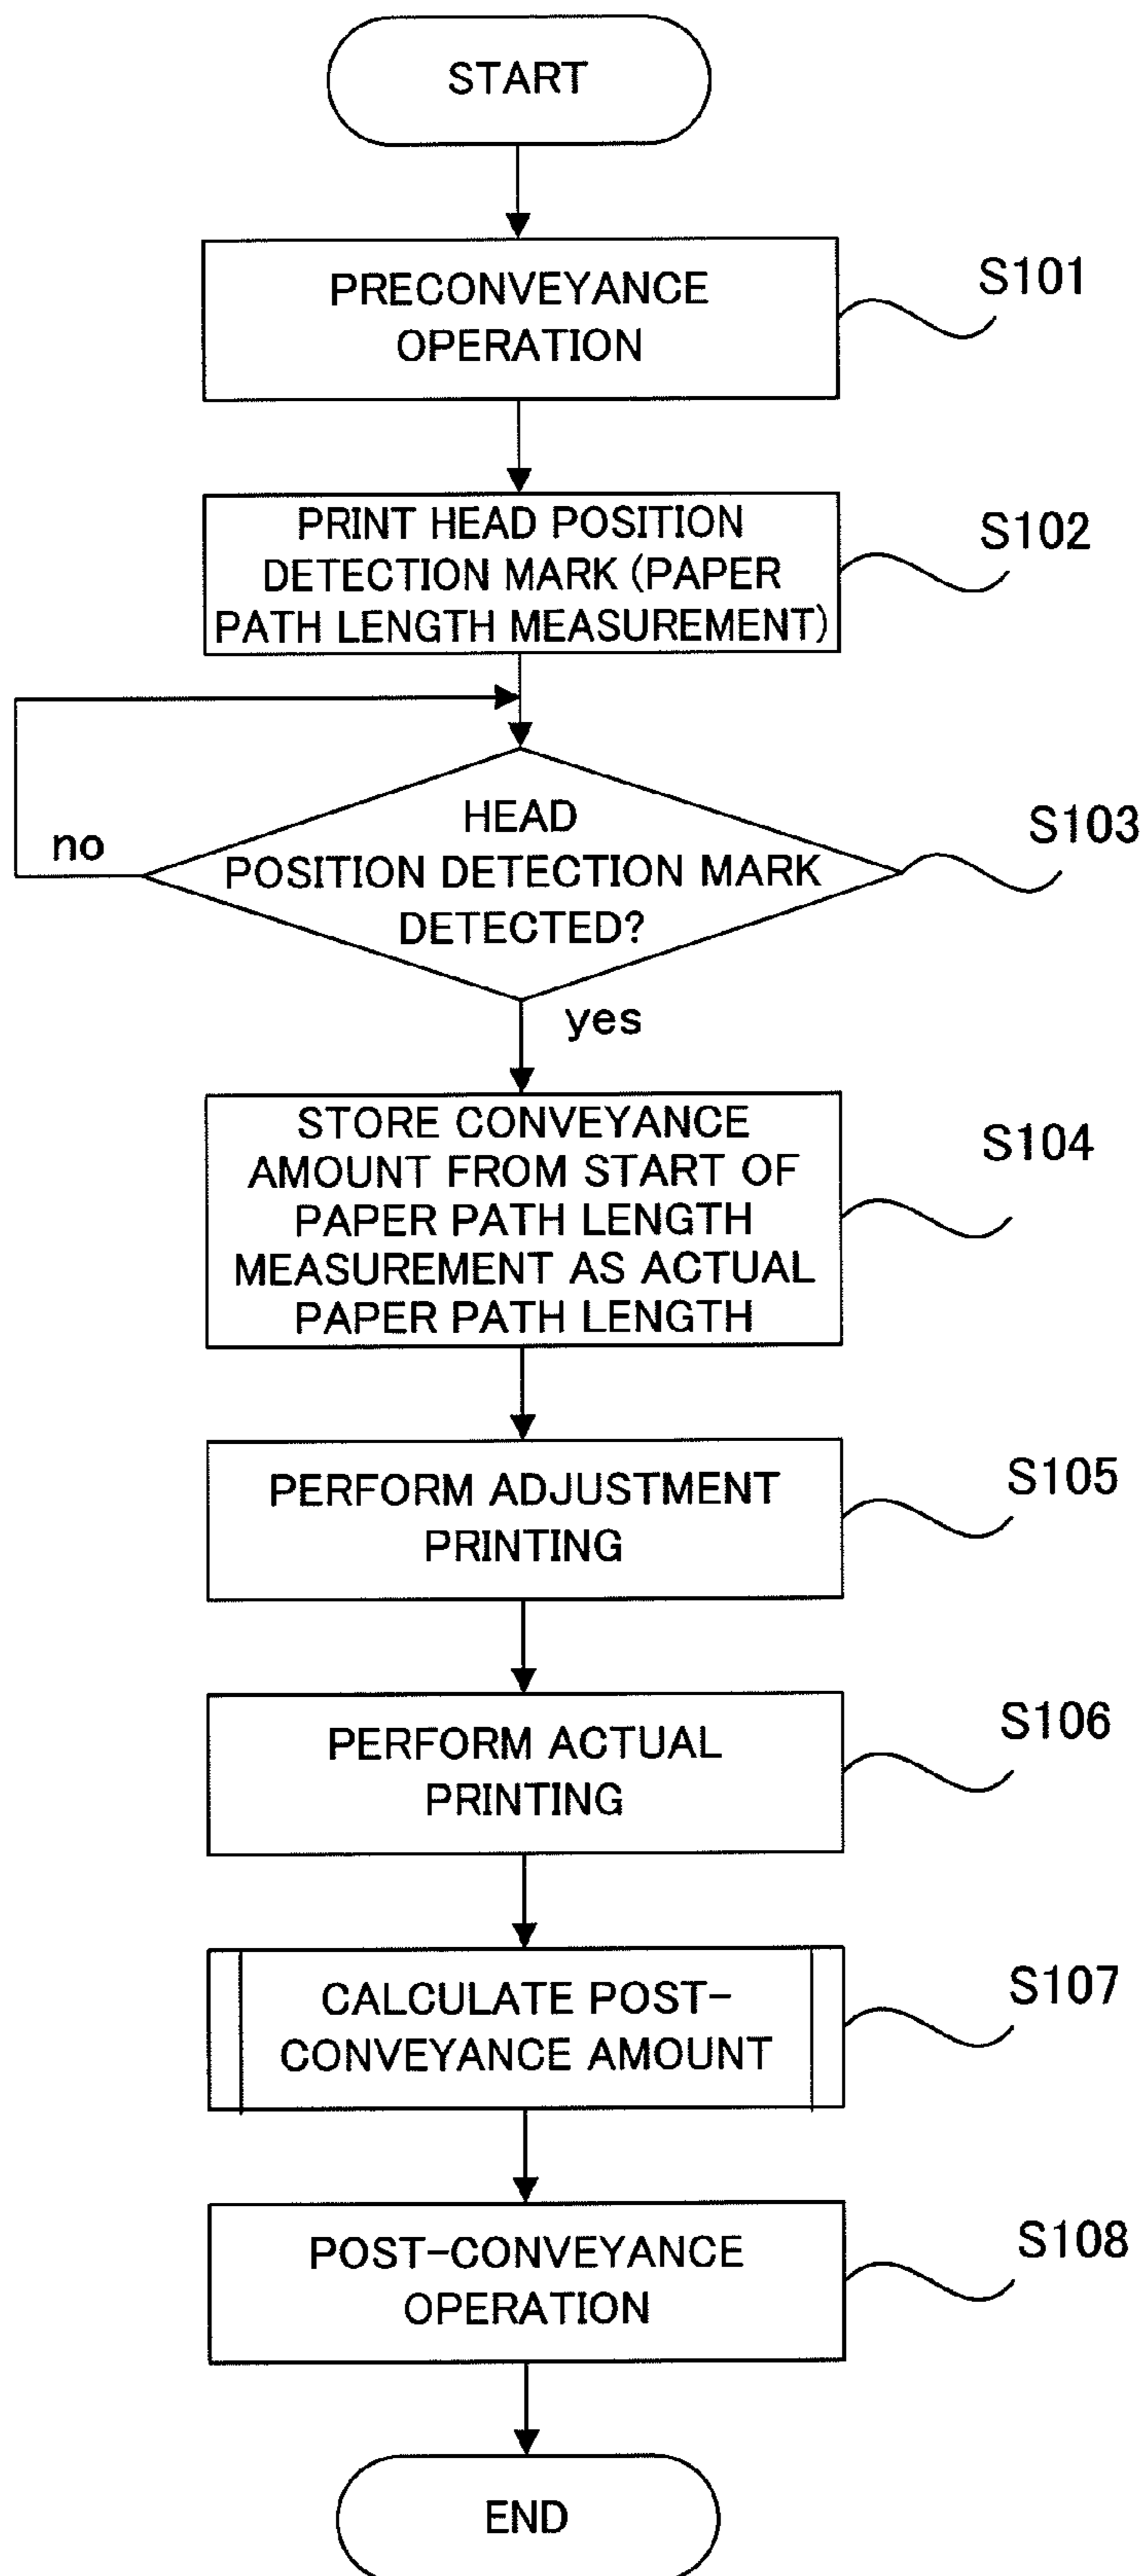 START
PRECONVEYANCE
OPERATION
S101
PRINT HEAD POSITION
DETECTION MARK (PAPER
PATH LENGTH MEASUREMENT)
S102
HEAD
POSITION DETECTION MARK
DETECTED?
S103
no
yes
STORE CONVEYANCE
AMOUNT FROM START OF
PAPER PATH LENGTH
MEASUREMENT AS ACTUAL
PAPER PATH LENGTH
S104
PERFORM ADJUSTMENT
PRINTING
S105
PERFORM ACTUAL
PRINTING
S106
CALCULATE POST-
CONVEYANCE AMOUNT
S107
POST-CONVEYANCE
OPERATION
S108
END